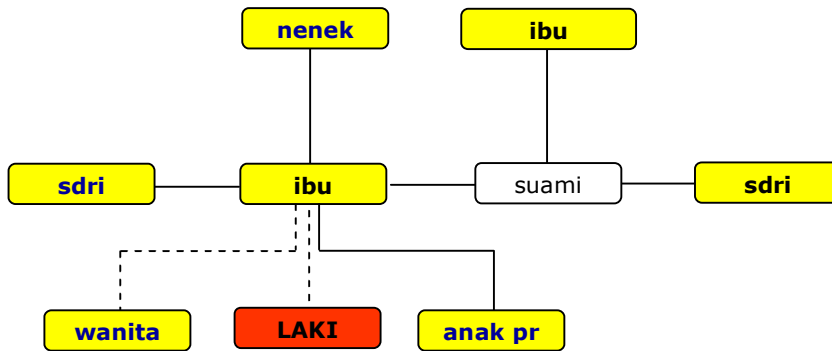 nenek
ibu
sdri
ibu
suami
sdri
wanita
LAKI
anak pr